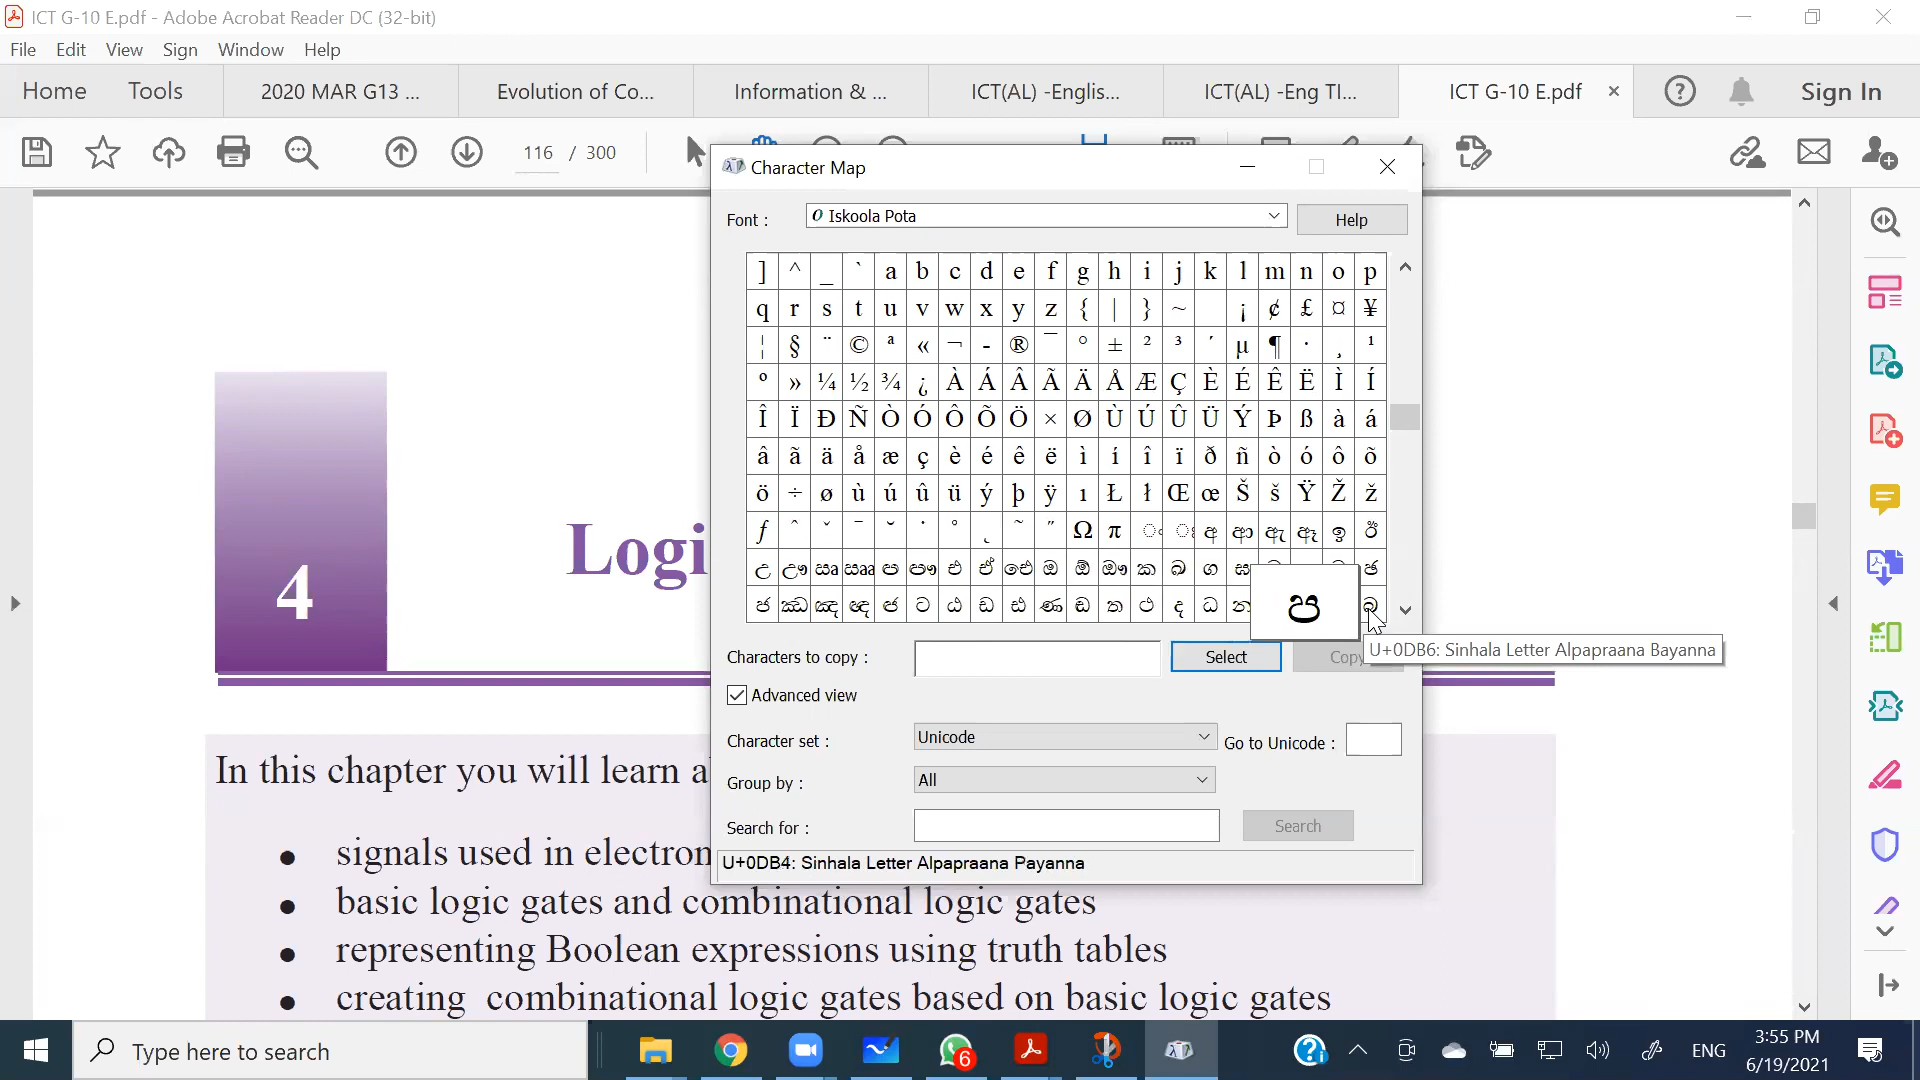 ICT G-10 E.pdf - Adobe Acrobat Reader DC (32-bit)
File Edit View Sign Window Help
Home Tools 2020 MAR G13 ... Evolution of Co... Information & ... ICT(AL) -Englis... ICT(AL) -Eng TI... ICT G-10 E.pdf × Sign In
116 / 300
Character Map
Font : Iskoola Pota Help
] ^ _ ` a b c d e f g h i j k l m n o p
q r s t u v w x y z { | } ~ ¡ ¢ £ ¤ ¥
¦ § ¨ © ª « ¬ - ® ¯ ° ± ² ³ ´ µ ¶ · ¸ ¹
º » ¼ ½ ¾ ¿ À Á Â Ã Ä Å Æ Ç È É Ê Ë Ì Í
Î Ï Ð Ñ Ò Ó Ô Õ Ö × Ø Ù Ú Û Ü Ý Þ ß à á
â ã ä å æ ç è é ê ë ì í î ï ð ñ ò ó ô õ
ö ÷ ø ù ú û ü ý þ ÿ ı Ł ł Œ œ Š š Ÿ Ž ž
ƒ ˆ ˇ ˉ ˘ ˙ ˚ ˛ ˜ ˝ Ω π ං ඃ අ ආ ඇ ඈ ඉ ඊ
උ ඌ ඍ ඎ ඏ ඐ එ ඒ ඓ ඔ ඕ ඖ ක ඛ ග ඝ ඡ
ජ ඣ ඤ ඥ ඦ ට ඨ ඩ ඪ ණ ඬ ත ථ ද ධ න ප බ
Characters to copy : Select Copy
U+0DB6: Sinhala Letter Alpapraana Bayanna
Advanced view
Character set : Unicode Go to Unicode :
Group by : All
Search for : Search
U+0DB4: Sinhala Letter Alpapraana Payanna
4
Logi
In this chapter you will learn a
• signals used in electron
• basic logic gates and combinational logic gates
• representing Boolean expressions using truth tables
• creating combinational logic gates based on basic logic gates
Type here to search
6
ENG
3:55 PM
6/19/2021